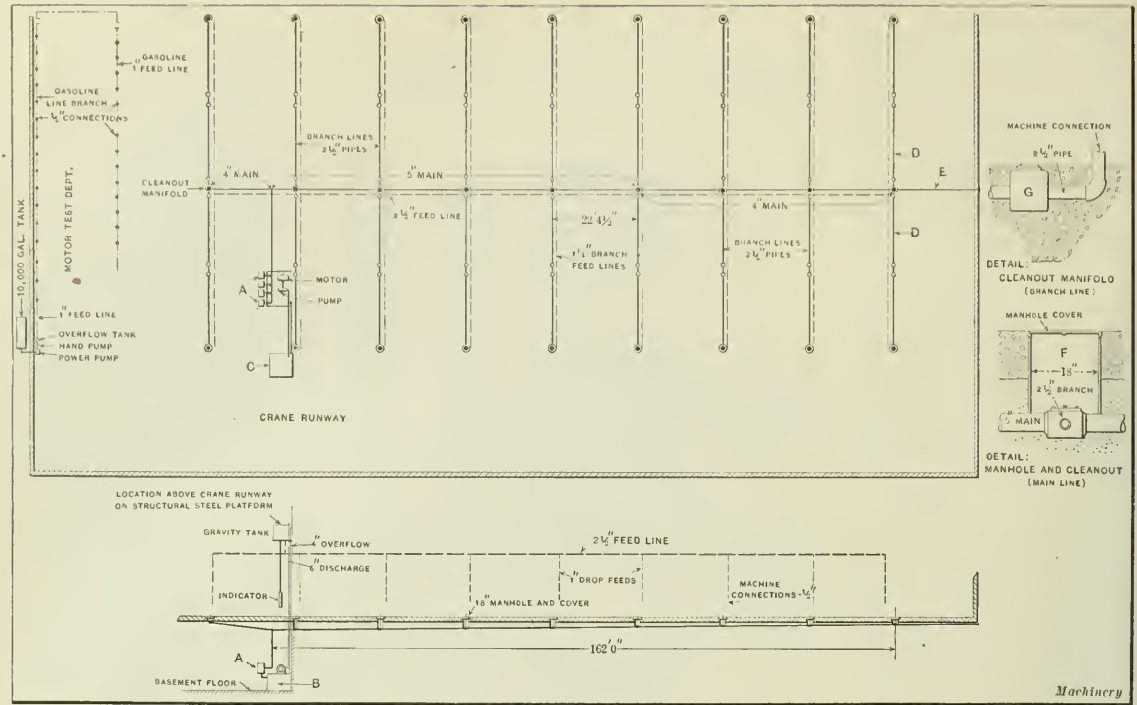 GASOLINE
1" FEED LINE
GASOLINE
LINE BRANCH
½" CONNECTIONS
MOTOR TEST DEPT.
10,000 GAL. TANK
1" FEED LINE
OVERFLOW TANK
HAND PUMP
POWER PUMP
BRANCH LINES
2½" PIPES
4" MAIN
5" MAIN
CLEANOUT
MANIFOLD
2½" FEED LINE
22'4½"
1¼" BRANCH
FEED LINES
4" MAIN
BRANCH LINES
2½" PIPES
D
E
D
A
MOTOR
PUMP
C
CRANE RUNWAY
MACHINE CONNECTION
2½" PIPE
G
DETAIL:
CLEANOUT MANIFOLD
(BRANCH LINE)
MANHOLE COVER
F
18"
2½" BRANCH
5" MAIN
DETAIL:
MANHOLE AND CLEANOUT
(MAIN LINE)
LOCATION ABOVE CRANE RUNWAY
ON STRUCTURAL STEEL PLATFORM
GRAVITY TANK
4" OVERFLOW
6" DISCHARGE
INDICATOR
2½" FEED LINE
1" DROP FEEDS
MACHINE
CONNECTIONS-½"
18" MANHOLE AND COVER
162'0"
A
BASEMENT FLOOR
B
Machinery